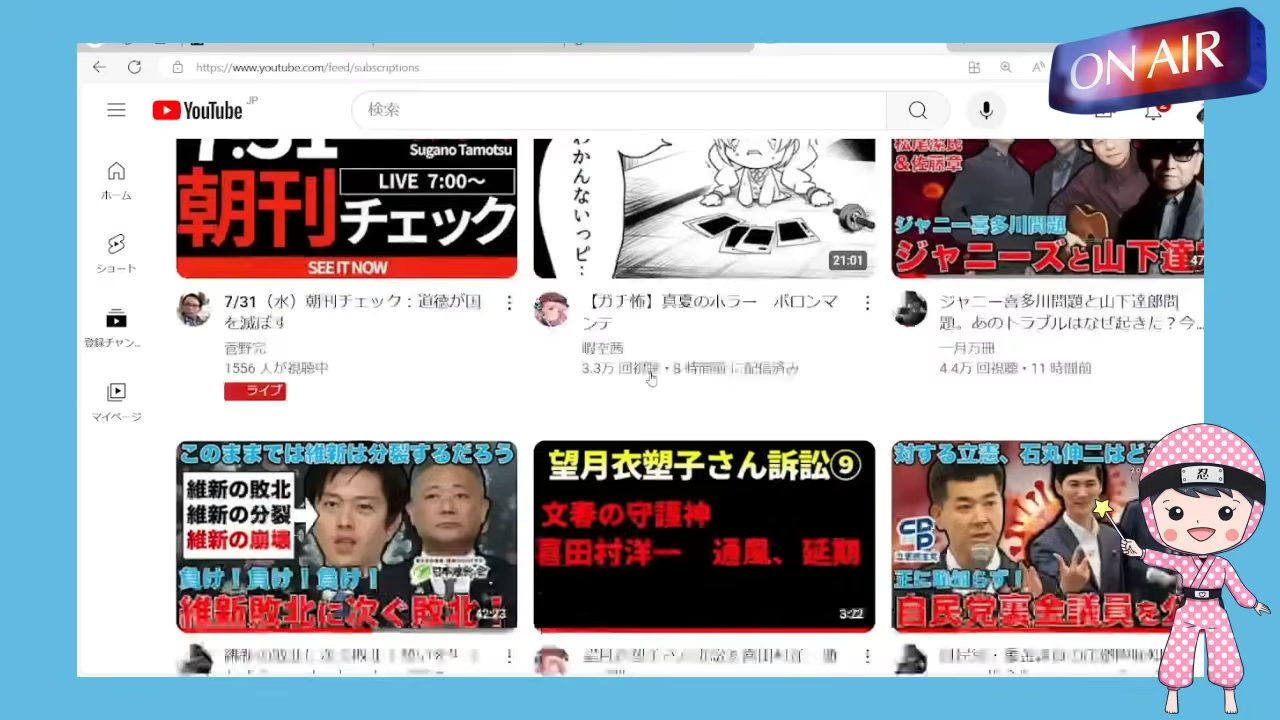 ON AIR
https://www.youtube.com/feed/subscriptions
YouTube JP
検索
2
ホーム
ショート
登録チャン...
マイページ
7.31
Sugano Tamotsu
LIVE 7:00～
朝刊チェック
SEE IT NOW
7/31（水）朝刊チェック：道徳が国
を滅ぼす
菅野完
1556 人が視聴中
ライブ
わかんないっピ…
21:01
【ガチ怖】真夏のホラー　ボロンマ
ンテ
暇空茜
3.3万 回視聴・8 時間前 に配信済み
&佐藤章
ジャニー喜多川問題
ジャニーズと山下達
47
ジャニー喜多川問題と山下達郎問
題。あのトラブルはなぜ起きた？今...
一月万冊
4.4万 回視聴・11 時間前
このままでは維新は分裂するだろう
維新の敗北
維新の分裂
維新の崩壊
負け！負け！負け！
維新敗北に次ぐ敗北！
42:23
望月衣塑子さん訴訟⑨
文春の守護神
喜田村洋一　通風、延期
3:22
対する立憲、石丸伸二はど
CDP
立憲民主党
自民党裏金議員を
忍